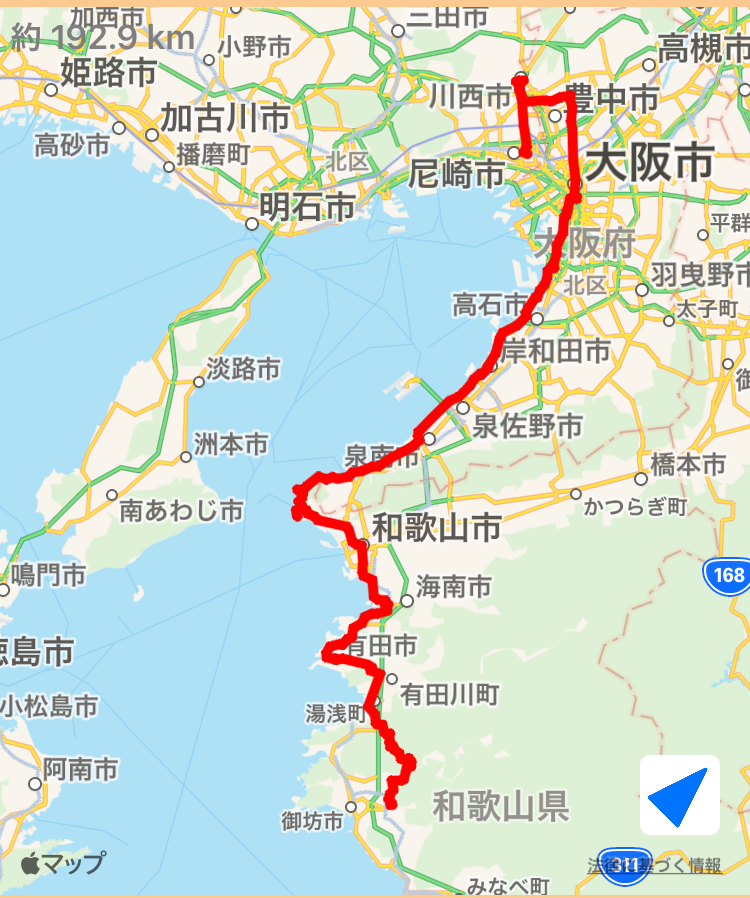 加西市
三田市
約 192.9 km
小野市
高槻市
姫路市
川西市
豊中市
加古川市
高砂市
播磨町
北区
尼崎市
大阪市
明石市
平群
大阪府
羽曳野市
北区
高石市
太子町
岸和田市
淡路市
御
泉佐野市
洲本市
泉南市
橋本市
南あわじ市
かつらぎ町
和歌山市
鳴門市
168
海南市
徳島市
有田市
有田川町
小松島市
湯浅町
阿南市
和歌山県
御坊市
マップ
311
法律に基づく情報
みなべ町